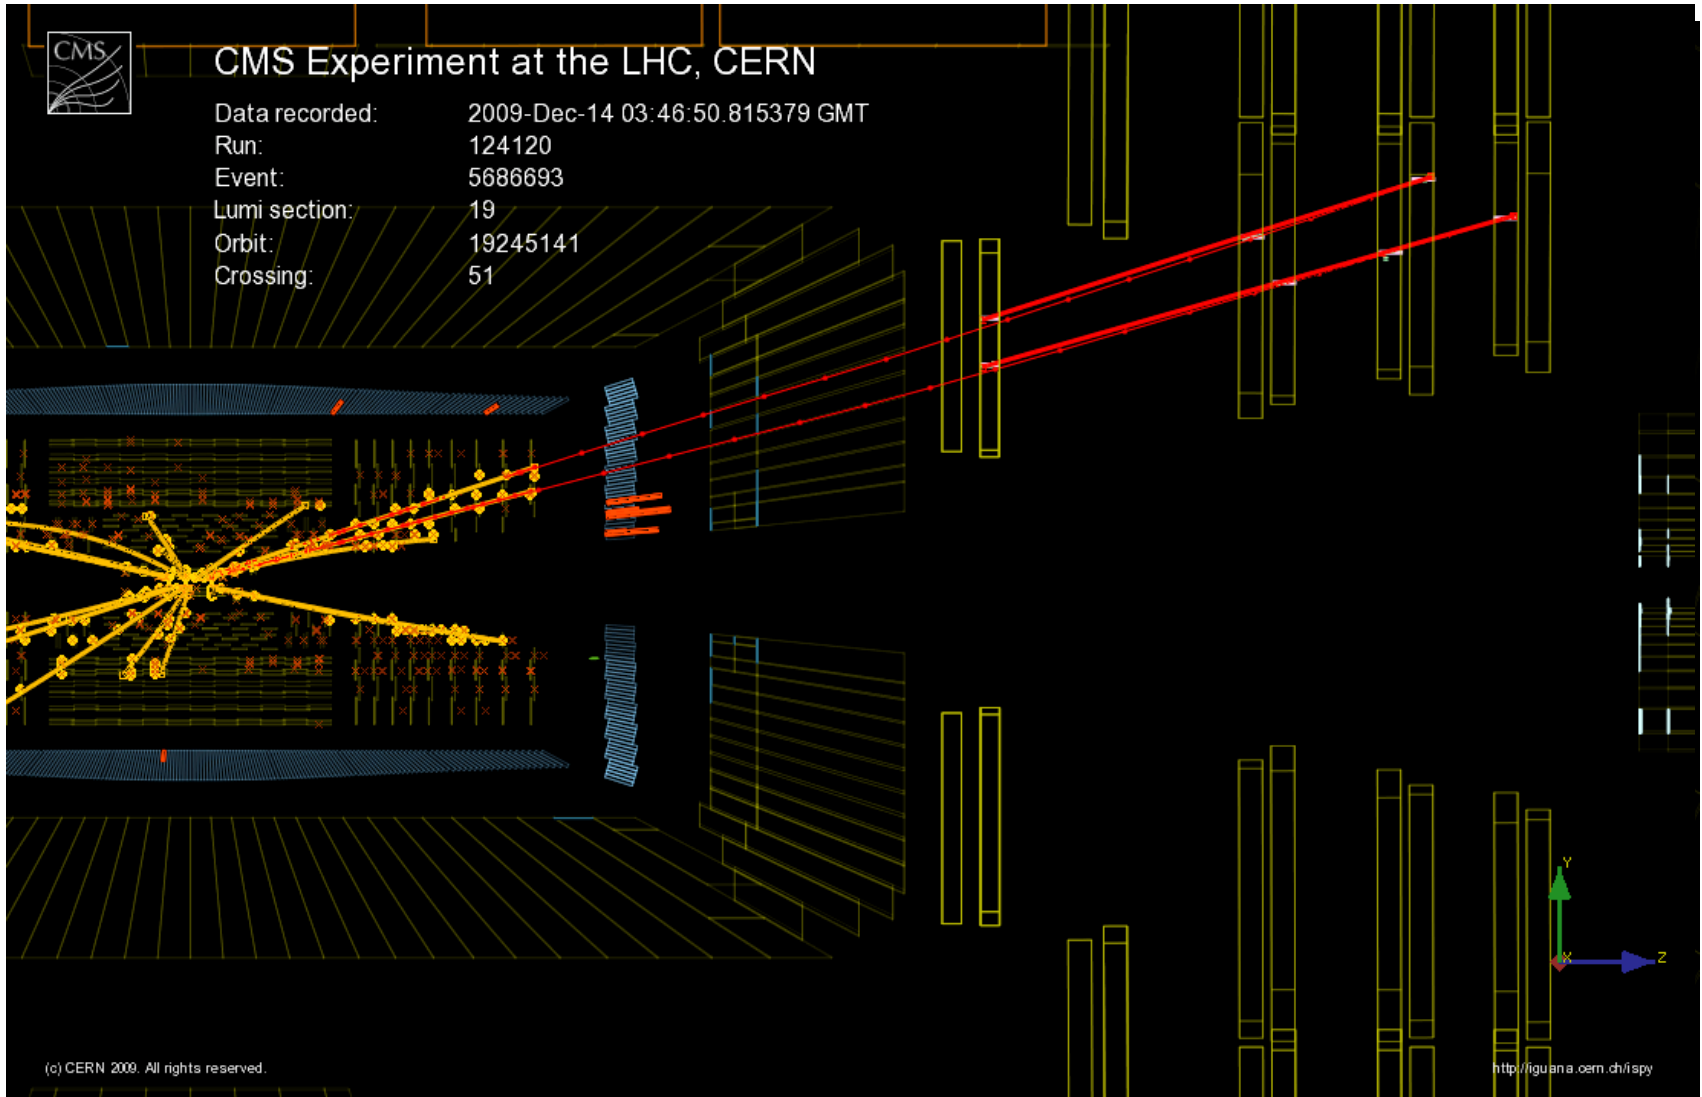 CMS
CMS Experiment at the LHC, CERN
Data recorded: 2009-Dec-14 03:46:50.815379 GMT
Run: 124120
Event: 5686693
Lumi section: 19
Orbit: 19245141
Crossing: 51
Y
X Z
(c) CERN 2009. All rights reserved.
http://iguana.cern.ch/ispy